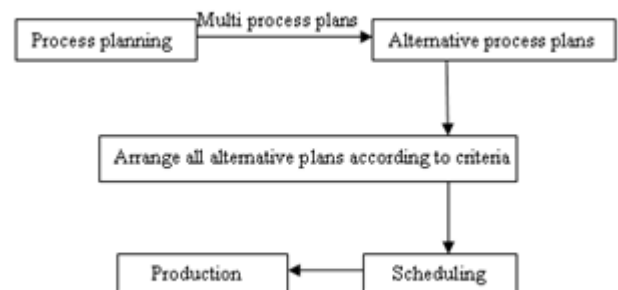 Multi process plans
Process planning
Alternative process plans
Arrange all alternative plans according to criteria
Production
Scheduling